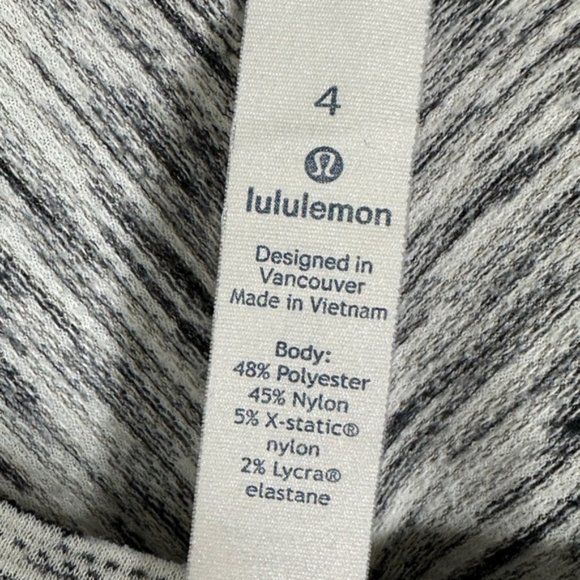 4
lululemon
Designed in
Vancouver
Made in Vietnam
Body:
48% Polyester
45% Nylon
5% X-static®
nylon
2% Lycra®
elastane